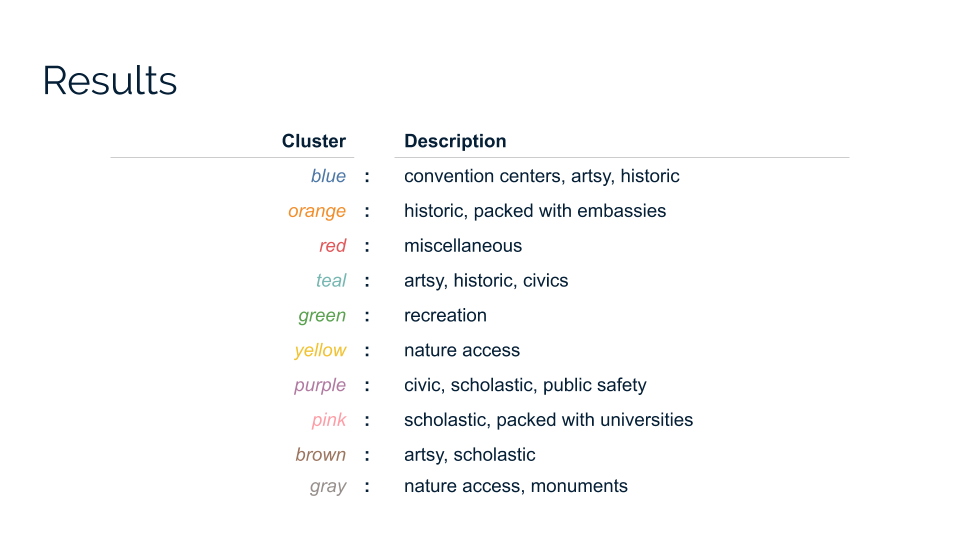 Results
Cluster Description
blue : convention centers, artsy, historic
orange : historic, packed with embassies
red : miscellaneous
teal : artsy, historic, civics
green : recreation
yellow : nature access
purple : civic, scholastic, public safety
pink : scholastic, packed with universities
brown : artsy, scholastic
gray : nature access, monuments